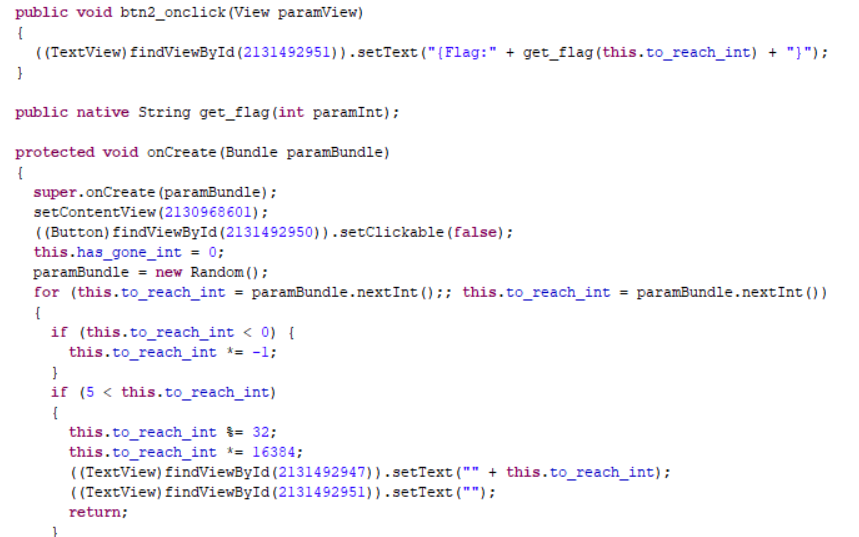 public void btn2_onclick(View paramView)
{
((TextView)findViewById(2131492951)).setText("{Flag:" + get_flag(this.to_reach_int) + "}");
}
public native String get_flag(int paramInt);
protected void onCreate(Bundle paramBundle)
{
super.onCreate(paramBundle);
setContentView(2130968601);
((Button)findViewById(2131492950)).setClickable(false);
this.has_gone_int = 0;
paramBundle = new Random();
for (this.to_reach_int = paramBundle.nextInt();; this.to_reach_int = paramBundle.nextInt())
{
if (this.to_reach_int < 0) {
this.to_reach_int *= -1;
}
if (5 < this.to_reach_int)
{
this.to_reach_int %= 32;
this.to_reach_int *= 16384;
((TextView)findViewById(2131492947)).setText("" + this.to_reach_int);
((TextView)findViewById(2131492951)).setText("");
return;
}